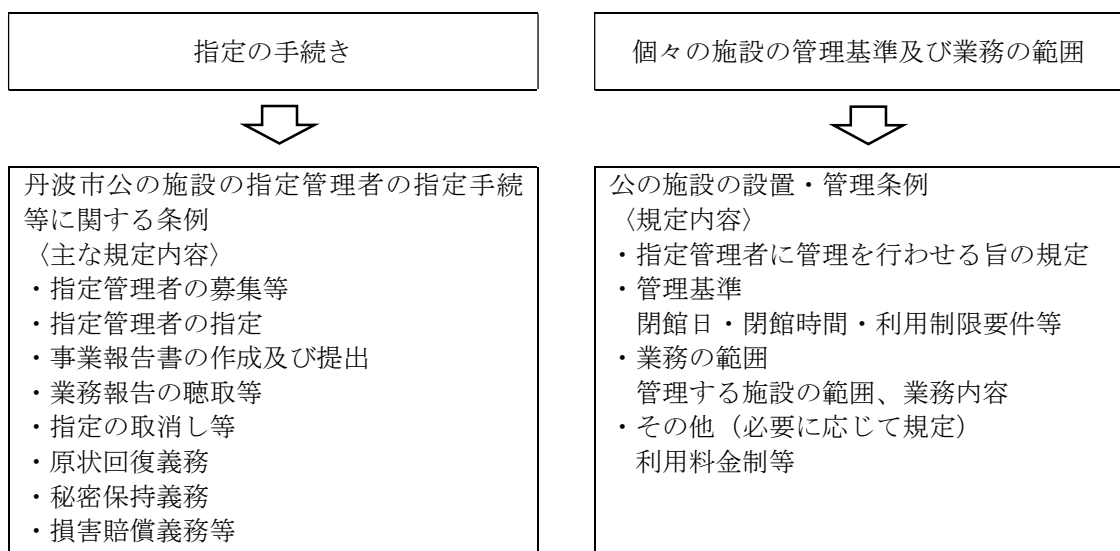 指定の手続き
丹波市公の施設の指定管理者の指定手続
等に関する条例
〈主な規定内容〉
・指定管理者の募集等
・指定管理者の指定
・事業報告書の作成及び提出
・業務報告の聴取等
・指定の取消し等
・原状回復義務
・秘密保持義務
・損害賠償義務等
個々の施設の管理基準及び業務の範囲
公の施設の設置・管理条例
〈規定内容〉
・指定管理者に管理を行わせる旨の規定
・管理基準
閉館日・閉館時間・利用制限要件等
・業務の範囲
管理する施設の範囲、業務内容
・その他（必要に応じて規定）
利用料金制等